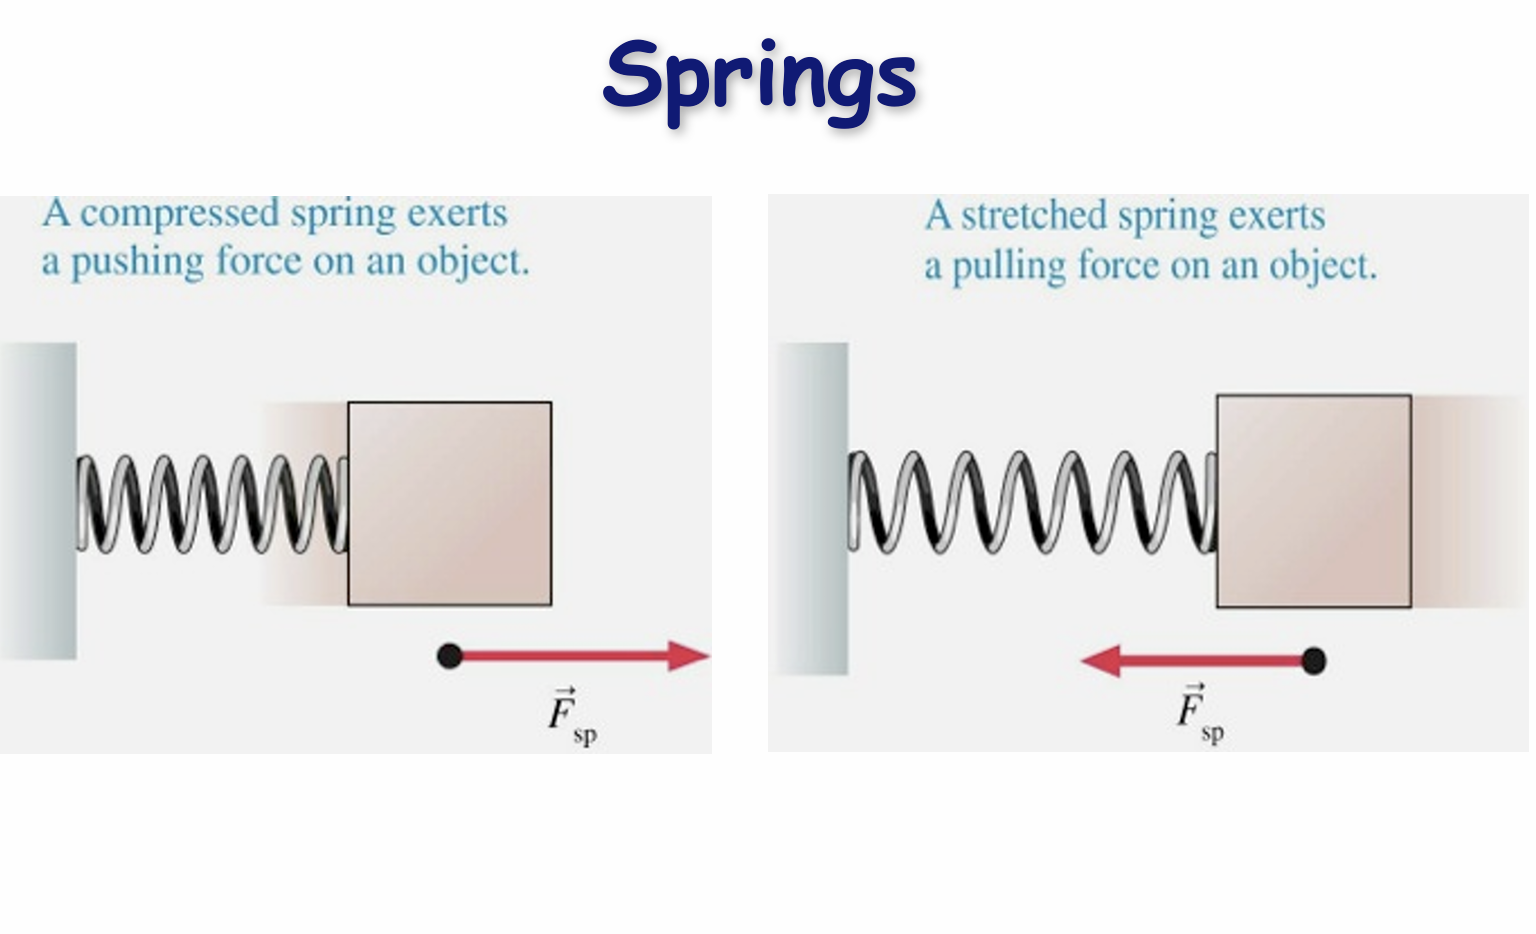 Springs
A compressed spring exerts
a pushing force on an object.
A stretched spring exerts
a pulling force on an object.
F⃗sp
F⃗sp